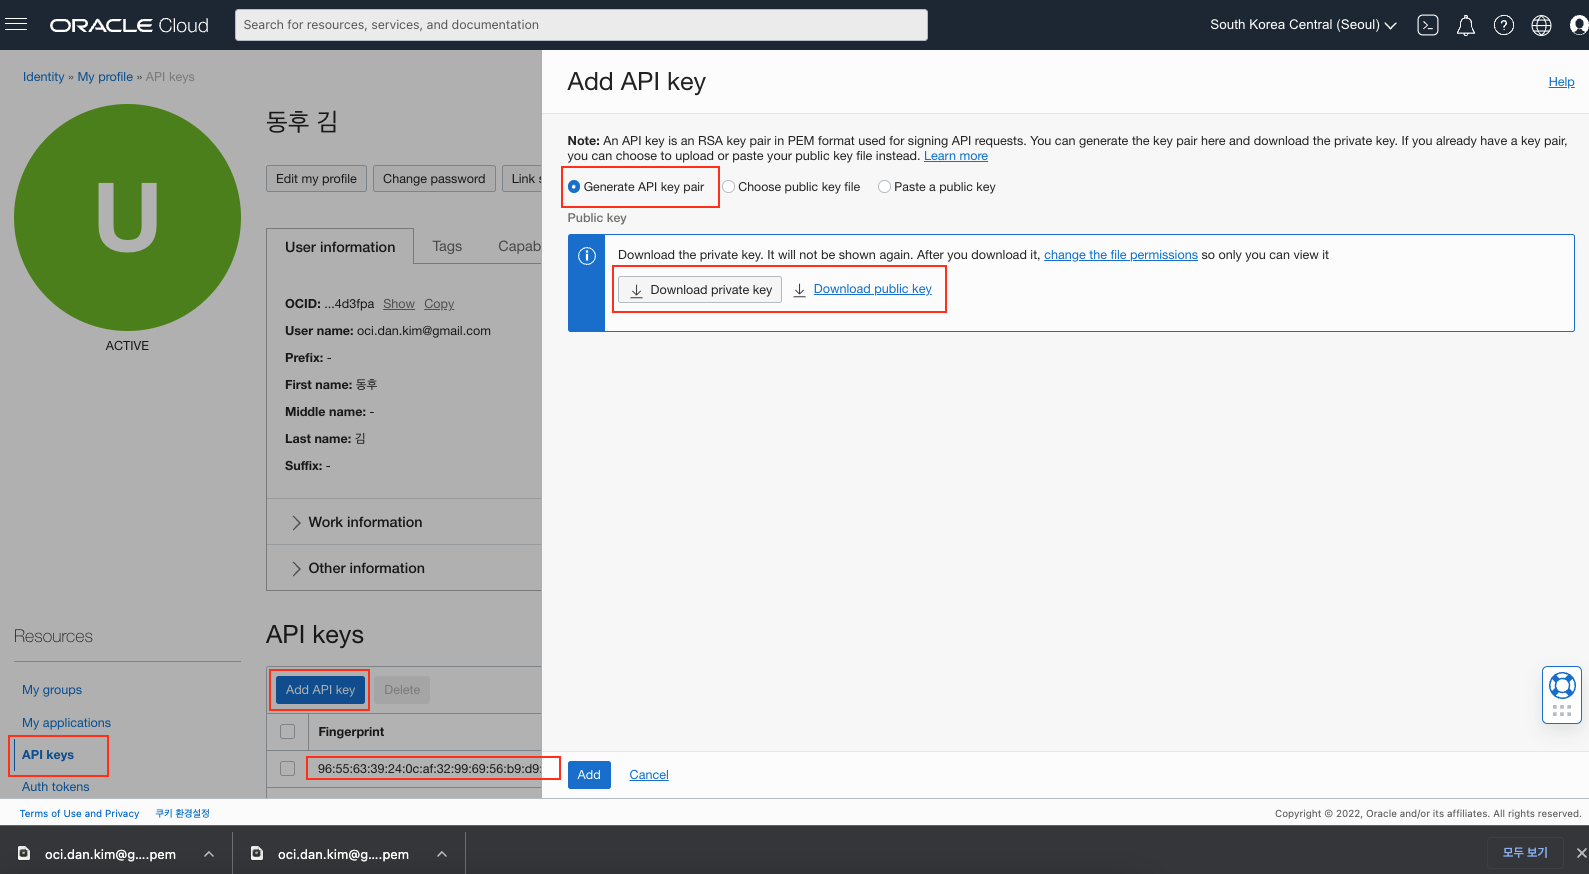 ORACLE Cloud
Search for resources, services, and documentation
South Korea Central (Seoul)
Identity » My profile » API keys
U
ACTIVE
동후 김
Edit my profile
Change password
Link
User information
Tags
Capab
OCID: ...4d3fpa Show Copy
User name: oci.dan.kim@gmail.com
Prefix: -
First name: 동후
Middle name: -
Last name: 김
Suffix: -
Work information
Other information
Resources
My groups
My applications
API keys
Auth tokens
API keys
Add API key
Delete
Fingerprint
96:55:63:39:24:0c:af:32:99:69:56:b9:d9:
Add API key
Help
Note: An API key is an RSA key pair in PEM format used for signing API requests. You can generate the key pair here and download the private key. If you already have a key pair,
you can choose to upload or paste your public key file instead. Learn more
Generate API key pair
Choose public key file
Paste a public key
Public key
Download the private key. It will not be shown again. After you download it, change the file permissions so only you can view it
Download private key
Download public key
Add
Cancel
Terms of Use and Privacy
쿠키 환경설정
Copyright © 2022, Oracle and/or its affiliates. All rights reserved.
oci.dan.kim@g....pem
oci.dan.kim@g....pem
모두 보기